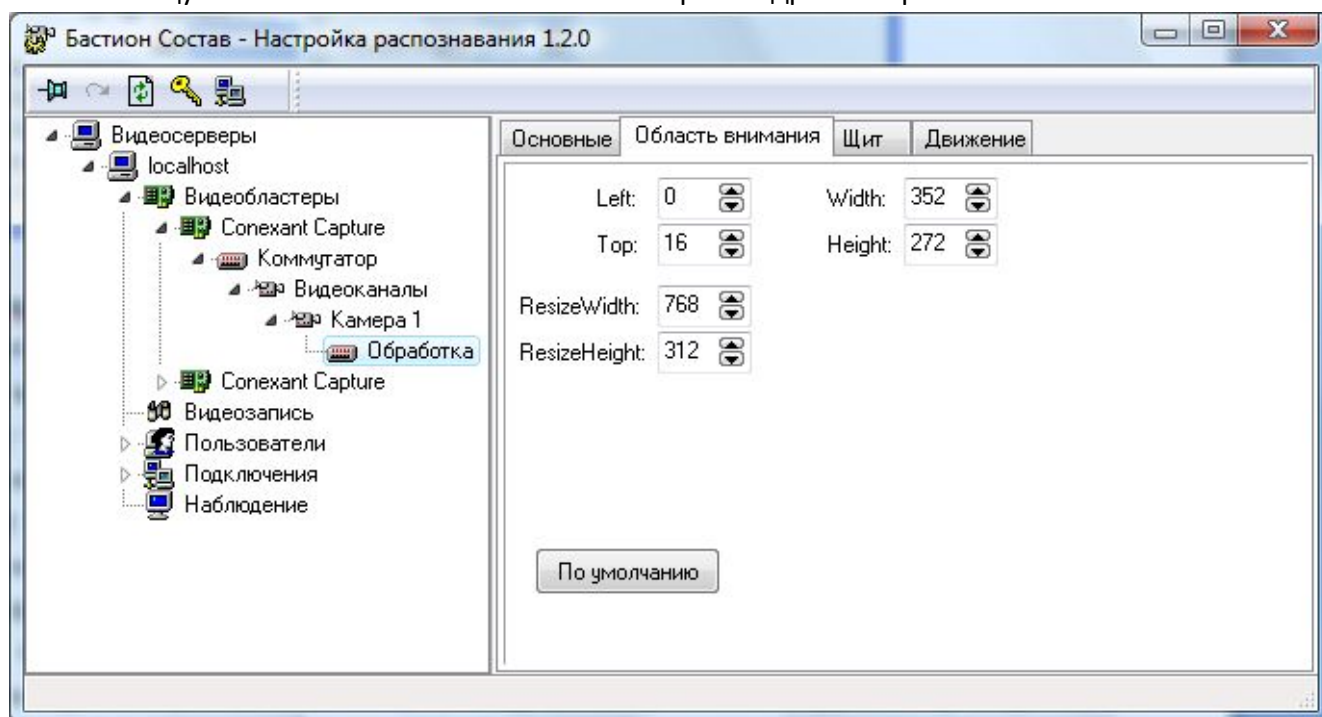 Бастион Состав - Настройка распознавания 1.2.0
Видеосерверы
localhost
Видеобластеры
Conexant Capture
Коммутатор
Видеоканалы
Камера 1
Обработка
Conexant Capture
Видеозапись
Пользователи
Подключения
Наблюдение
Основные Область внимания Щит Движение
Left: 0 Width: 352
Top: 16 Height: 272
ResizeWidth: 768
ResizeHeight: 312
По умолчанию